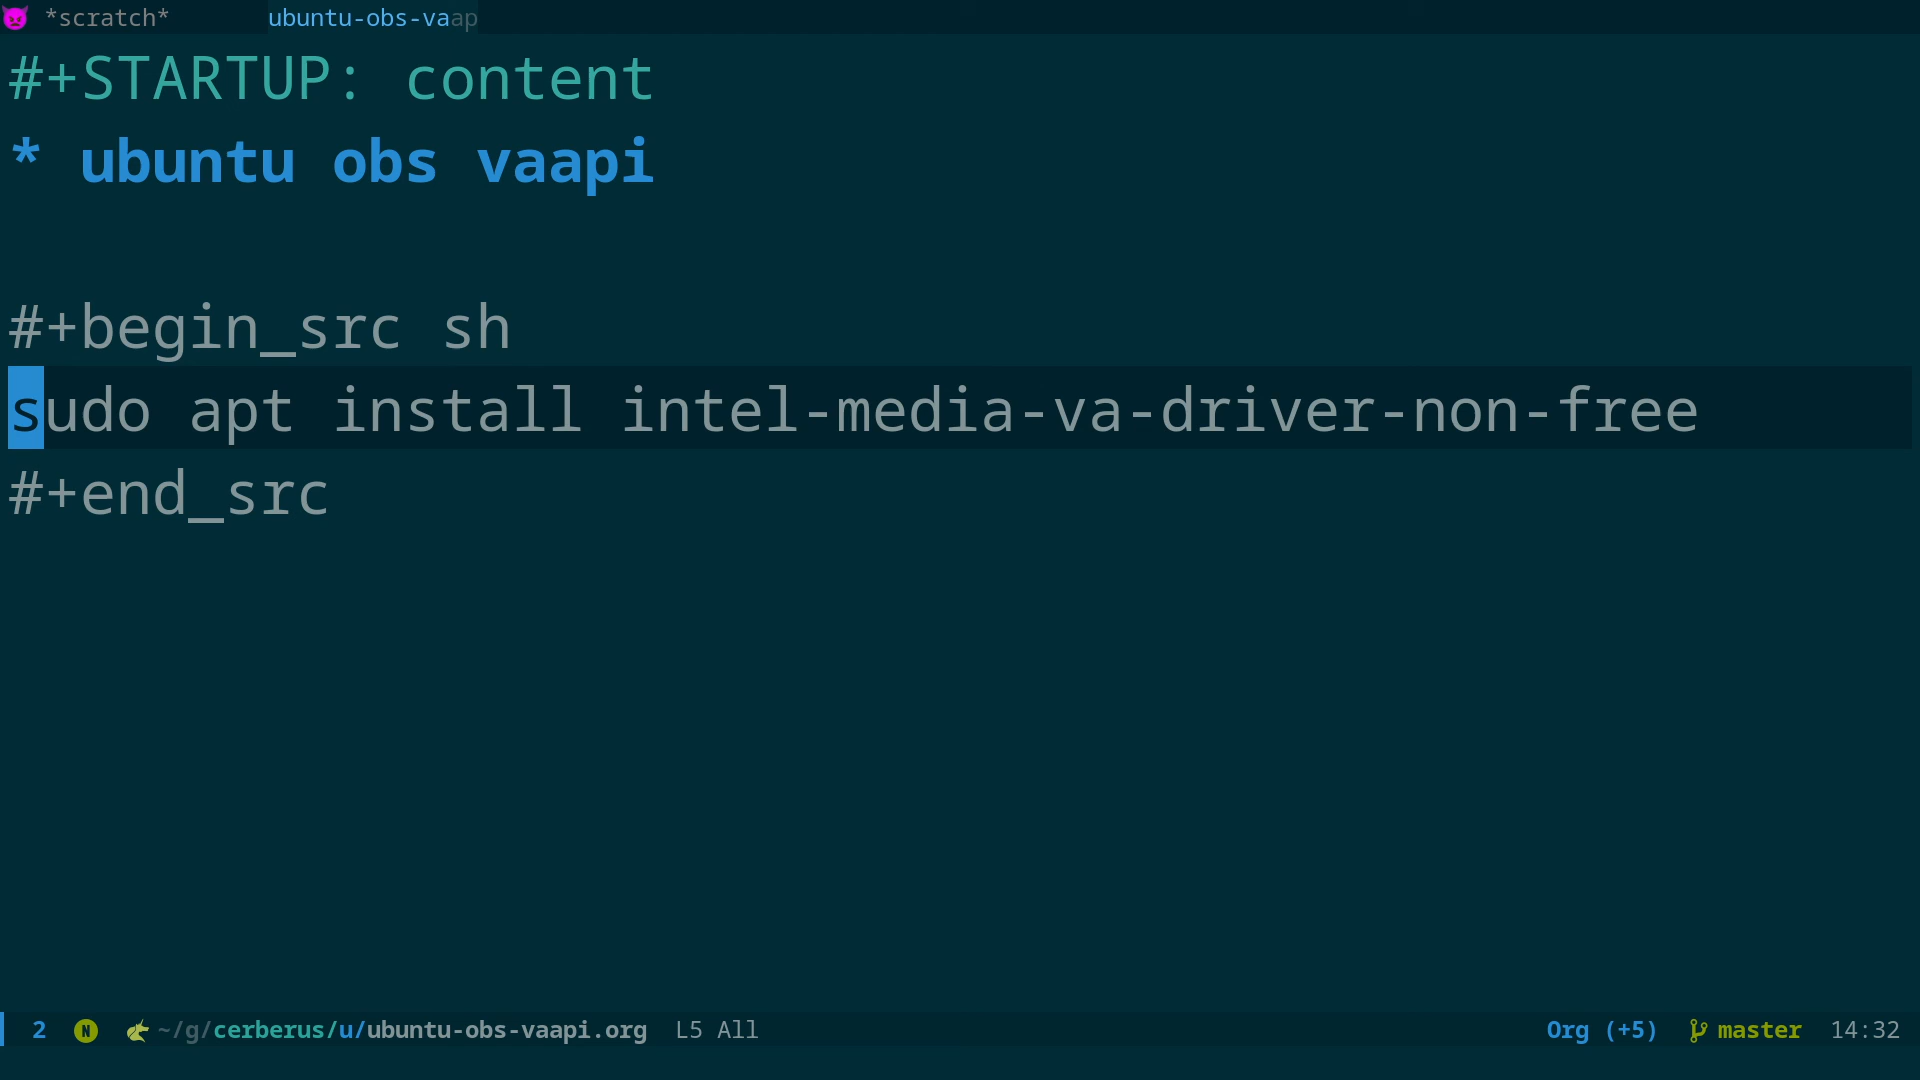 *scratch* ubuntu-obs-vaap
#+STARTUP: content
* ubuntu obs vaapi
#+begin_src sh
sudo apt install intel-media-va-driver-non-free
#+end_src
2 N ~/g/cerberus/u/ubuntu-obs-vaapi.org L5 All Org (+5) master 14:32